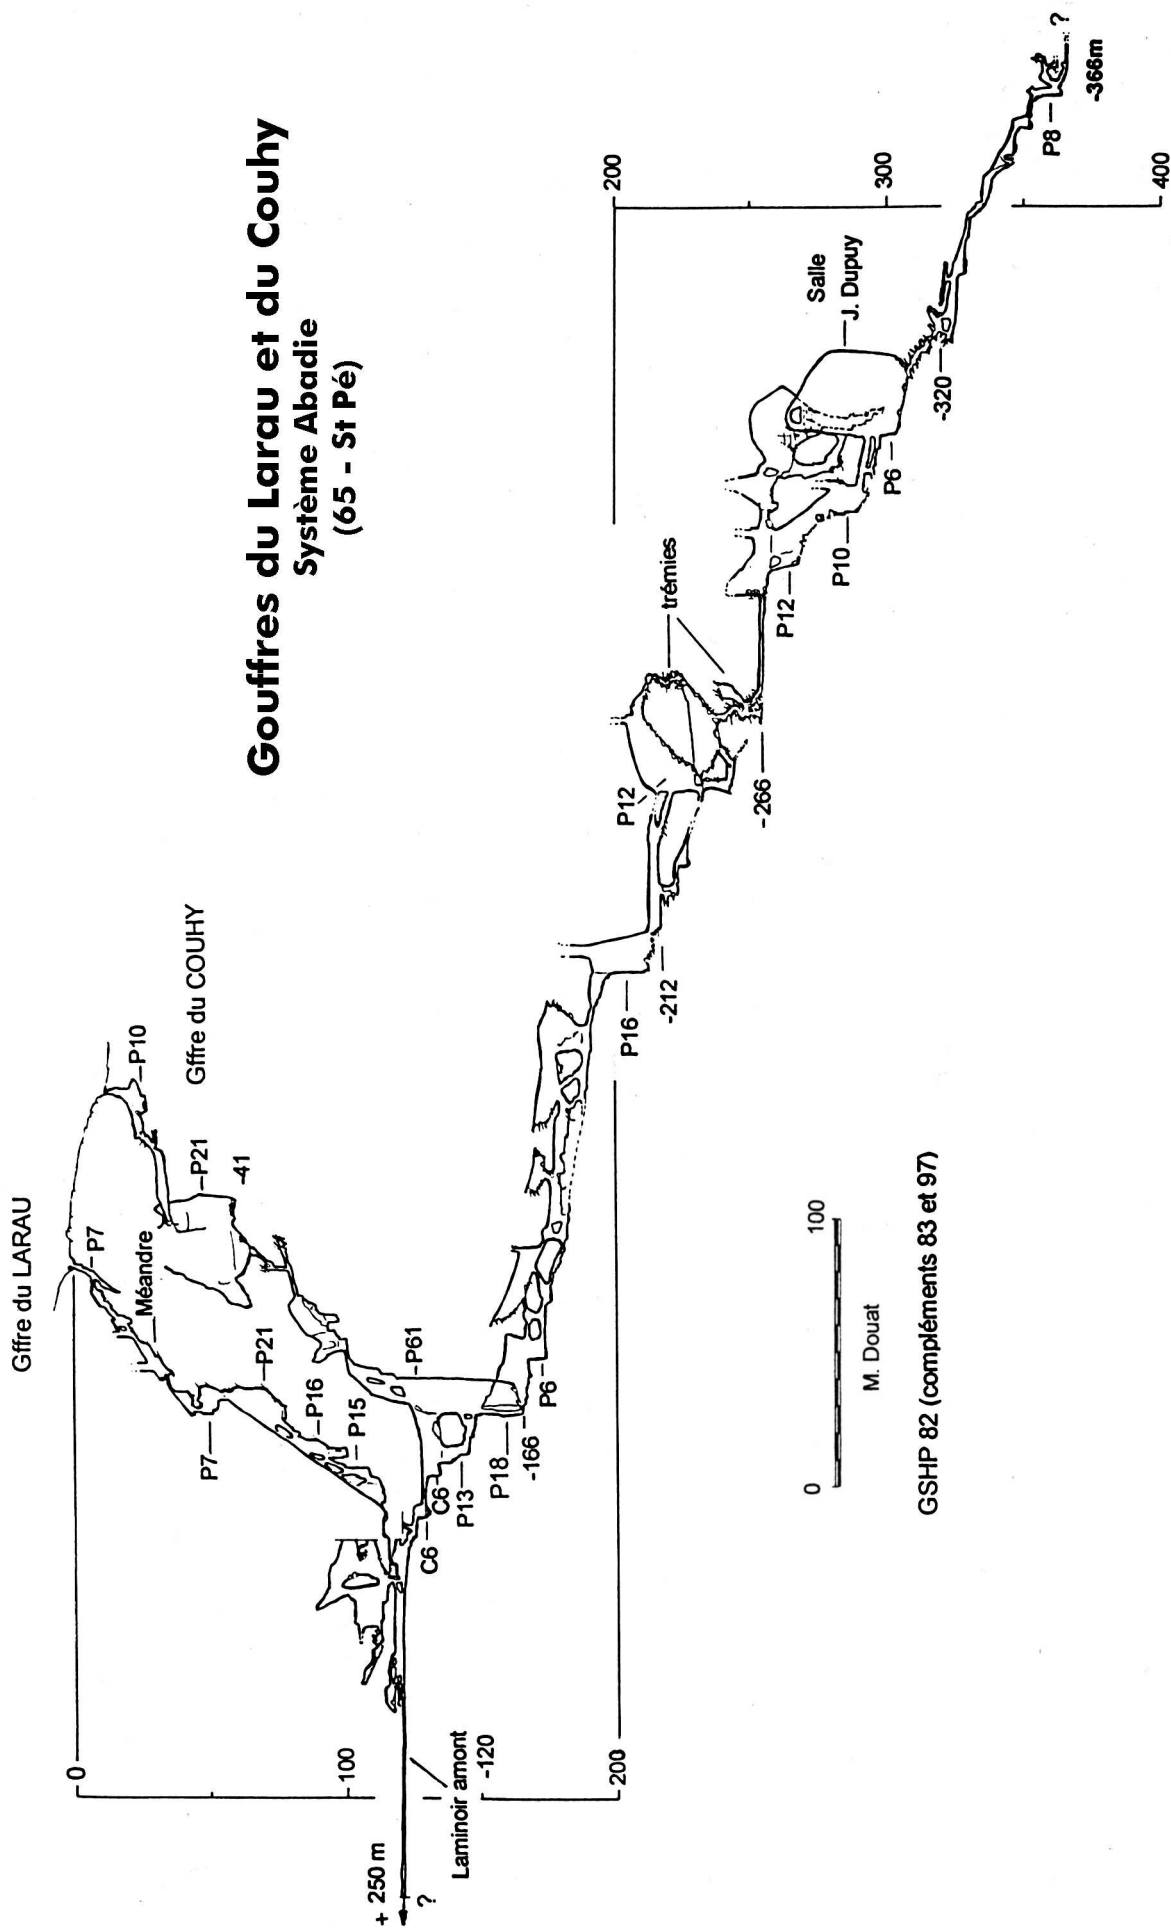 Gouffres du Larau et du Couhy
Système Abadie
(65 - St Pé)
Gffre du LARAU
Gffre du COUHY
P7
P10
Méandre
P21
-41
P21
P7
P16
P15
P61
C6
C6
P13
P18
-166
P6
P16
-212
P12
trémies
-266
P12
P10
P6
Salle
J. Dupuy
-320
P8
-366m
?
0
100
200
200
300
400
+ 250 m
?
Laminoir amont
-120
0
100
M. Douat
GSHP 82 (compléments 83 et 97)